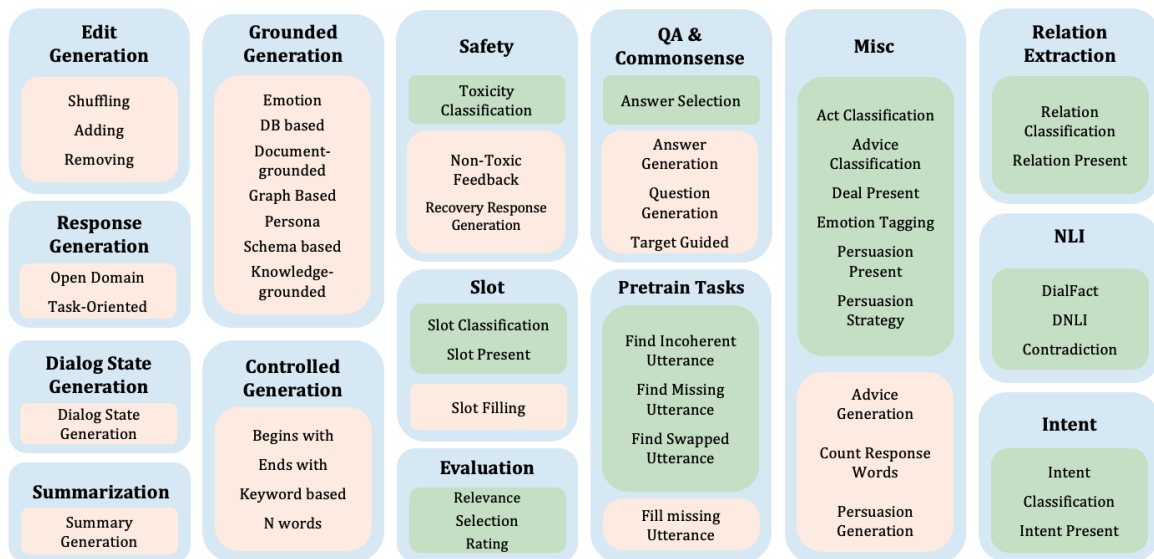 Edit
Generation
Shuffling
Adding
Removing
Response
Generation
Open Domain
Task-Oriented
Dialog State
Generation
Dialog State
Generation
Summarization
Summary
Generation
Grounded
Generation
Emotion
DB based
Document-
grounded
Graph Based
Persona
Schema based
Knowledge-
grounded
Controlled
Generation
Begins with
Ends with
Keyword based
N words
Safety
Toxicity
Classification
Non-Toxic
Feedback
Recovery Response
Generation
Slot
Slot Classification
Slot Present
Slot Filling
Evaluation
Relevance
Selection
Rating
QA &
Commonsense
Answer Selection
Answer
Generation
Question
Generation
Target Guided
Pretrain Tasks
Find Incoherent
Utterance
Find Missing
Utterance
Find Swapped
Utterance
Fill missing
Utterance
Misc
Act Classification
Advice
Classification
Deal Present
Emotion Tagging
Persuasion
Present
Persuasion
Strategy
Advice
Generation
Count Response
Words
Persuasion
Generation
Relation
Extraction
Relation
Classification
Relation Present
NLI
DialFact
DNLI
Contradiction
Intent
Intent
Classification
Intent Present